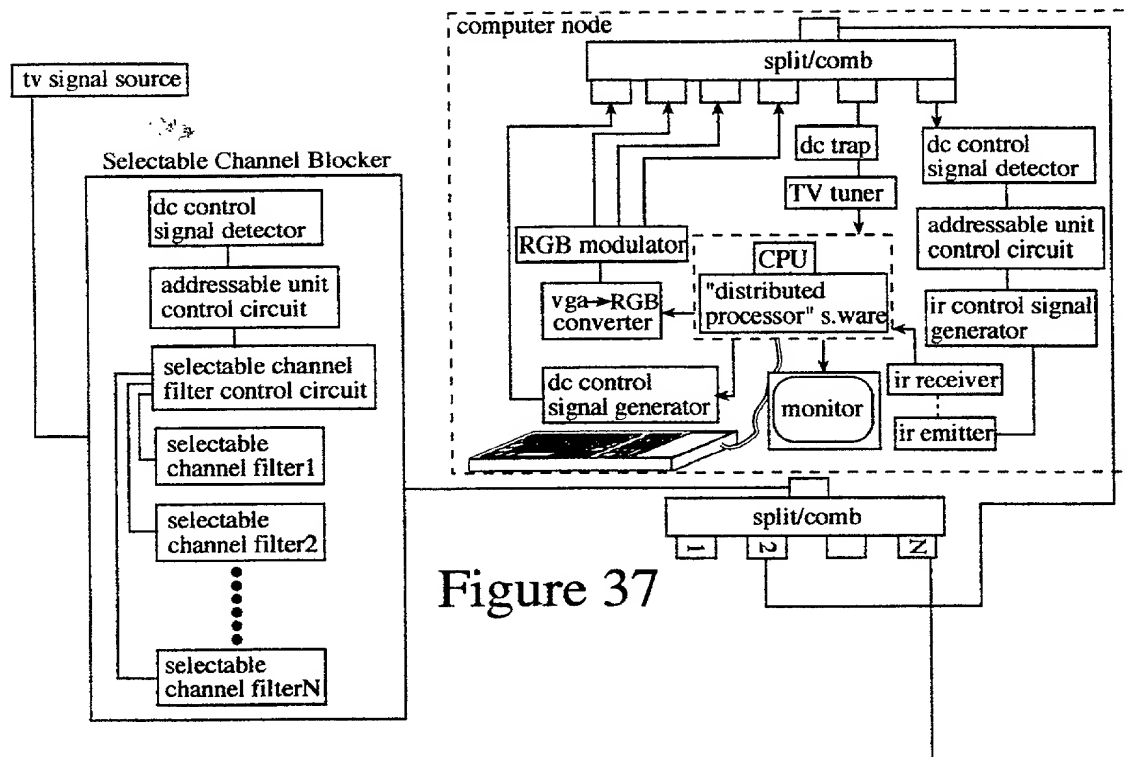 computer node
split/comb
tv signal source
Selectable Channel Blocker
dc control
signal detector
addressable unit
control circuit
selectable channel
filter control circuit
selectable
channel filter1
selectable
channel filter2
selectable
channel filterN
dc trap
TV tuner
dc control
signal detector
addressable unit
control circuit
ir control signal
generator
RGB modulator
CPU
"distributed
processor" s.ware
vga→RGB
converter
dc control
signal generator
monitor
ir receiver
ir emitter
split/comb
1
2
N
Figure 37